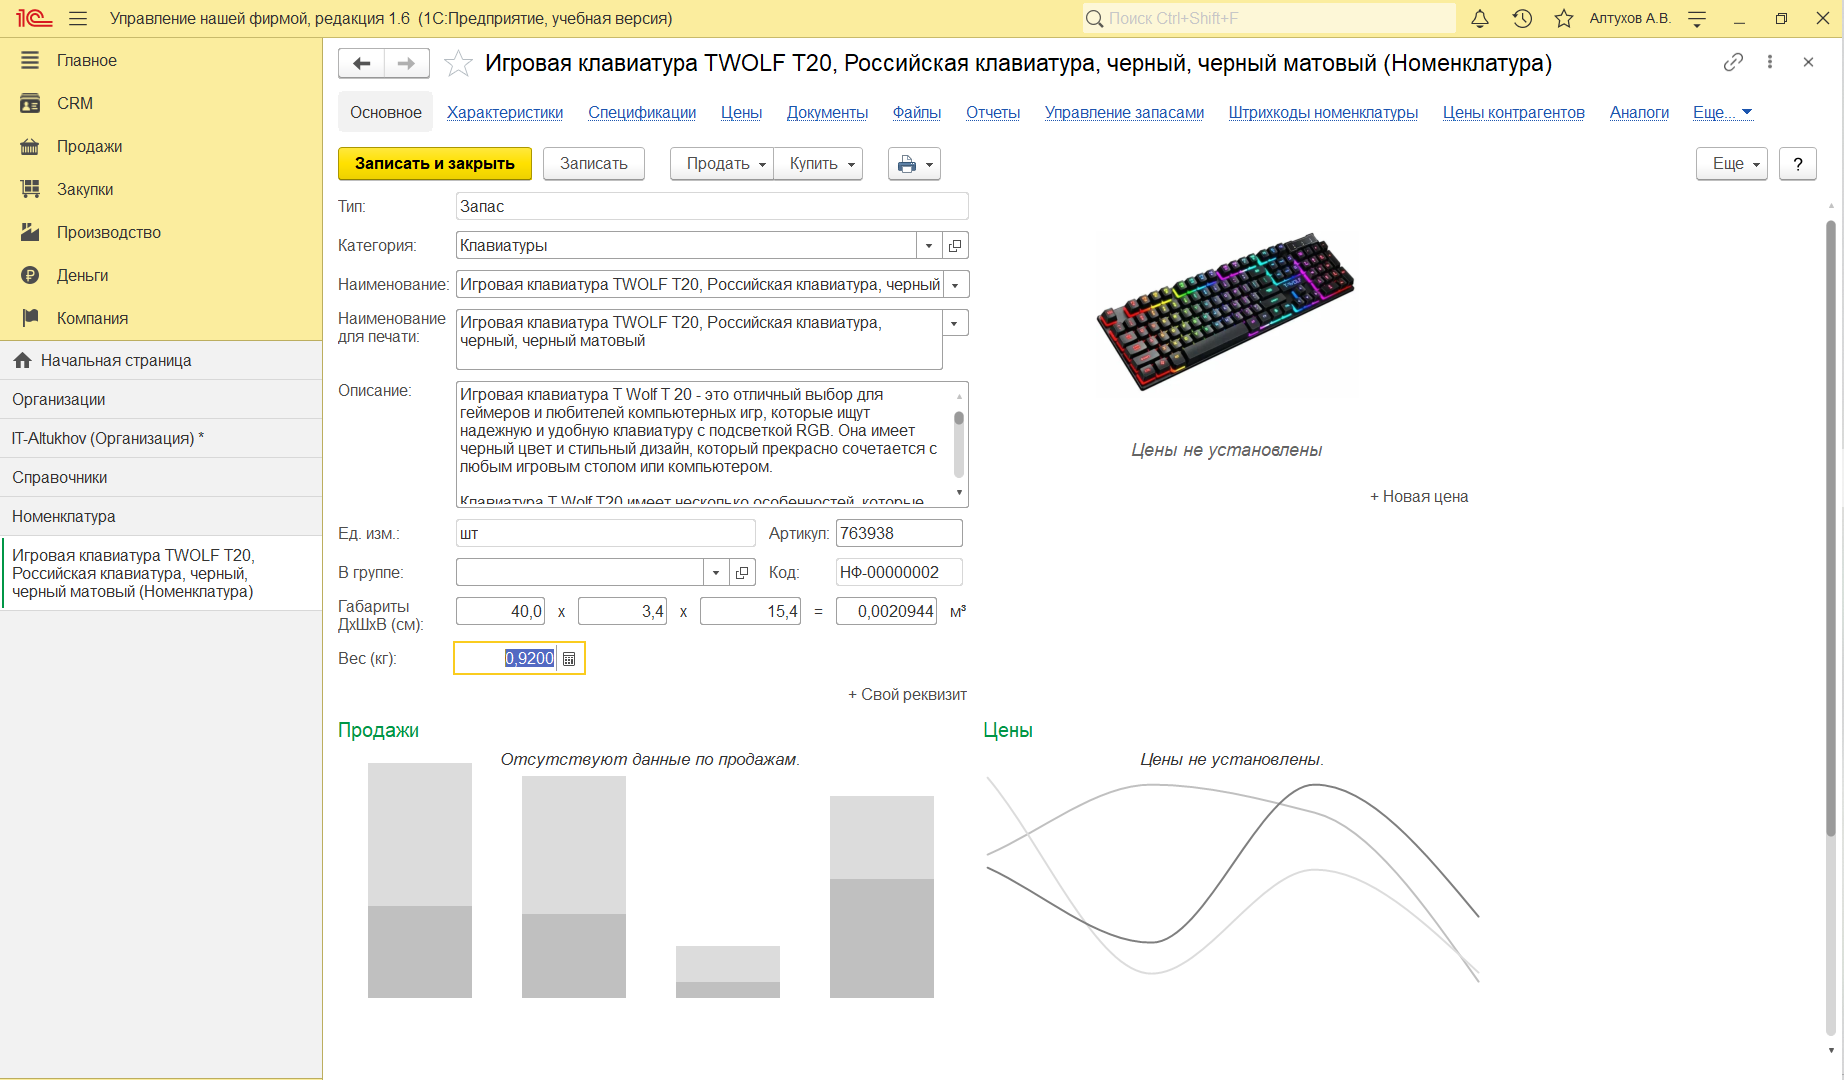 1С Управление нашей фирмой, редакция 1.6 (1С:Предприятие, учебная версия)
Поиск Ctrl+Shift+F
Алтухов А.В.
Главное
CRM
Продажи
Закупки
Производство
Деньги
Компания
Начальная страница
Организации
IT-Altukhov (Организация) *
Справочники
Номенклатура
Игровая клавиатура TWOLF T20,
Российская клавиатура, черный,
черный матовый (Номенклатура)
Игровая клавиатура TWOLF T20, Российская клавиатура, черный, черный матовый (Номенклатура)
Основное Характеристики Спецификации Цены Документы Файлы Отчеты Управление запасами Штрихкоды номенклатуры Цены контрагентов Аналоги Еще...
Записать и закрыть Записать Продать Купить Еще ?
Тип: Запас
Категория: Клавиатуры
Наименование: Игровая клавиатура TWOLF T20, Российская клавиатура, черный
Наименование
для печати:
Игровая клавиатура TWOLF T20, Российская клавиатура,
черный, черный матовый
Описание:
Игровая клавиатура T Wolf T 20 - это отличный выбор для
геймеров и любителей компьютерных игр, которые ищут
надежную и удобную клавиатуру с подсветкой RGB. Она имеет
черный цвет и стильный дизайн, который прекрасно сочетается с
любым игровым столом или компьютером.
Клавиатура T Wolf T20 имеет несколько особенностей, которые
Ед. изм.: шт Артикул: 763938
В группе: Код: НФ-00000002
Габариты
ДхШхВ (см):
40,0 x 3,4 x 15,4 = 0,0020944 м³
Вес (кг): 0,9200
+ Свой реквизит
TWOLF
Цены не установлены
+ Новая цена
Продажи
Отсутствуют данные по продажам.
Цены
Цены не установлены.